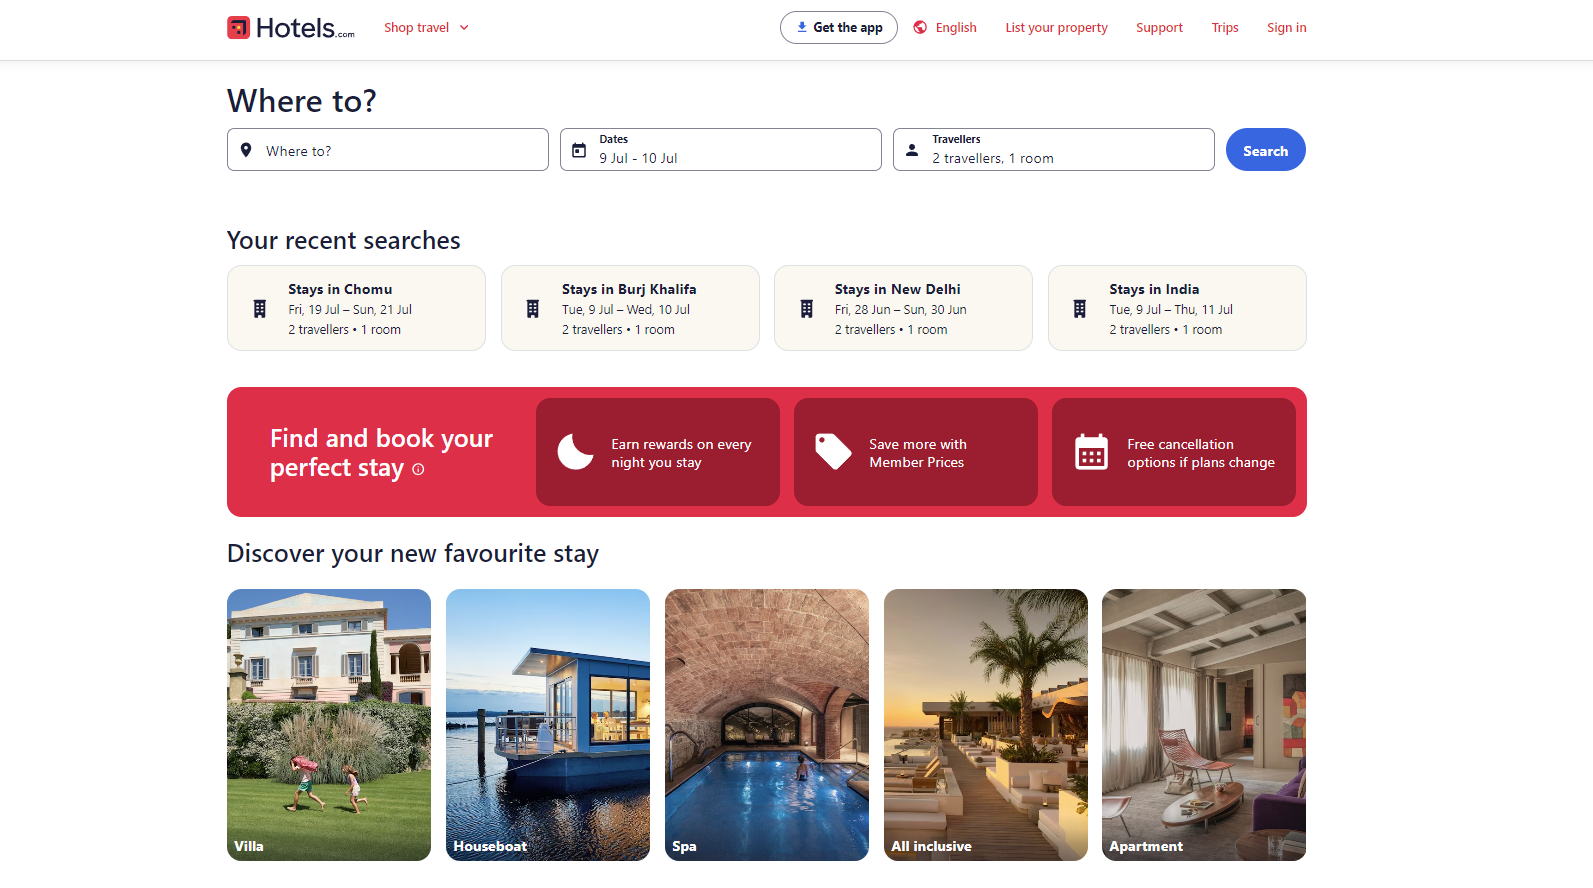 Hotels.com
Shop travel
Get the app
English
List your property
Support
Trips
Sign in
Where to?
Where to?
Dates
9 Jul - 10 Jul
Travellers
2 travellers, 1 room
Search
Your recent searches
Stays in Chomu
Fri, 19 Jul – Sun, 21 Jul
2 travellers • 1 room
Stays in Burj Khalifa
Tue, 9 Jul – Wed, 10 Jul
2 travellers • 1 room
Stays in New Delhi
Fri, 28 Jun – Sun, 30 Jun
2 travellers • 1 room
Stays in India
Tue, 9 Jul – Thu, 11 Jul
2 travellers • 1 room
Find and book your
perfect stay
Earn rewards on every
night you stay
Save more with
Member Prices
Free cancellation
options if plans change
Discover your new favourite stay
Villa
Houseboat
Spa
All inclusive
Apartment